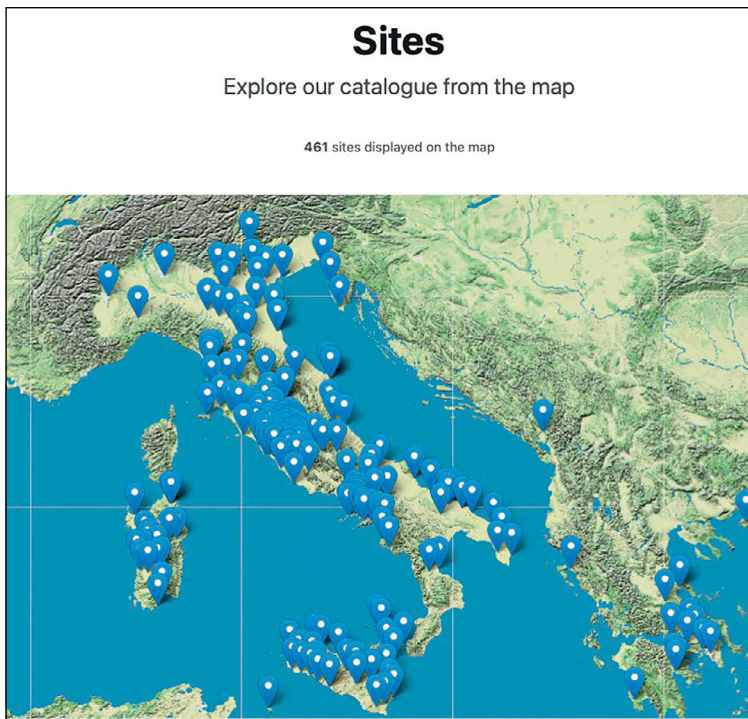 Sites
Explore our catalogue from the map
461 sites displayed on the map